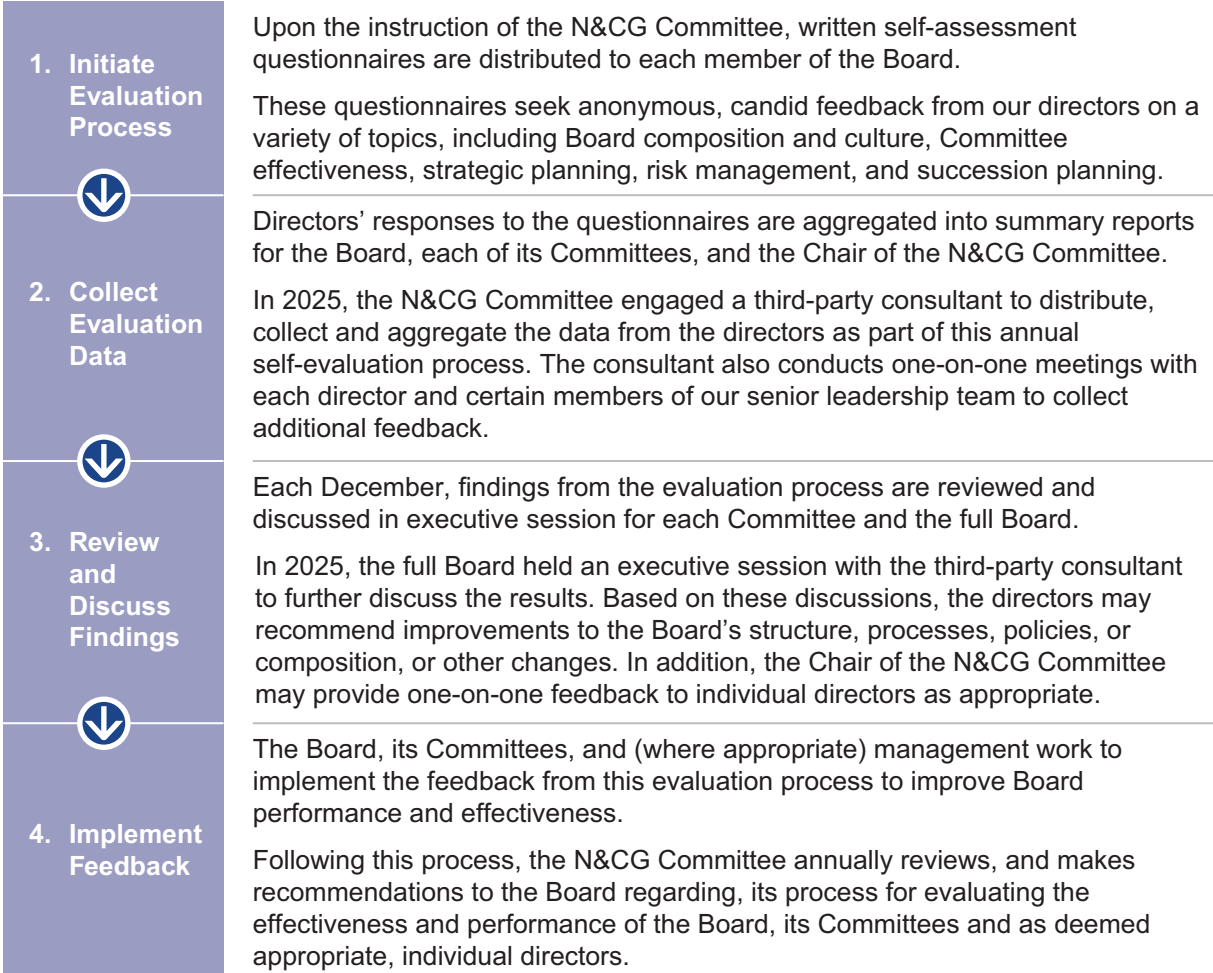 1. Initiate
Evaluation
Process
Upon the instruction of the N&CG Committee, written self-assessment
questionnaires are distributed to each member of the Board.
These questionnaires seek anonymous, candid feedback from our directors on a
variety of topics, including Board composition and culture, Committee
effectiveness, strategic planning, risk management, and succession planning.
2. Collect
Evaluation
Data
Directors’ responses to the questionnaires are aggregated into summary reports
for the Board, each of its Committees, and the Chair of the N&CG Committee.
In 2025, the N&CG Committee engaged a third-party consultant to distribute,
collect and aggregate the data from the directors as part of this annual
self-evaluation process. The consultant also conducts one-on-one meetings with
each director and certain members of our senior leadership team to collect
additional feedback.
3. Review
and
Discuss
Findings
Each December, findings from the evaluation process are reviewed and
discussed in executive session for each Committee and the full Board.
In 2025, the full Board held an executive session with the third-party consultant
to further discuss the results. Based on these discussions, the directors may
recommend improvements to the Board’s structure, processes, policies, or
composition, or other changes. In addition, the Chair of the N&CG Committee
may provide one-on-one feedback to individual directors as appropriate.
4. Implement
Feedback
The Board, its Committees, and (where appropriate) management work to
implement the feedback from this evaluation process to improve Board
performance and effectiveness.
Following this process, the N&CG Committee annually reviews, and makes
recommendations to the Board regarding, its process for evaluating the
effectiveness and performance of the Board, its Committees and as deemed
appropriate, individual directors.